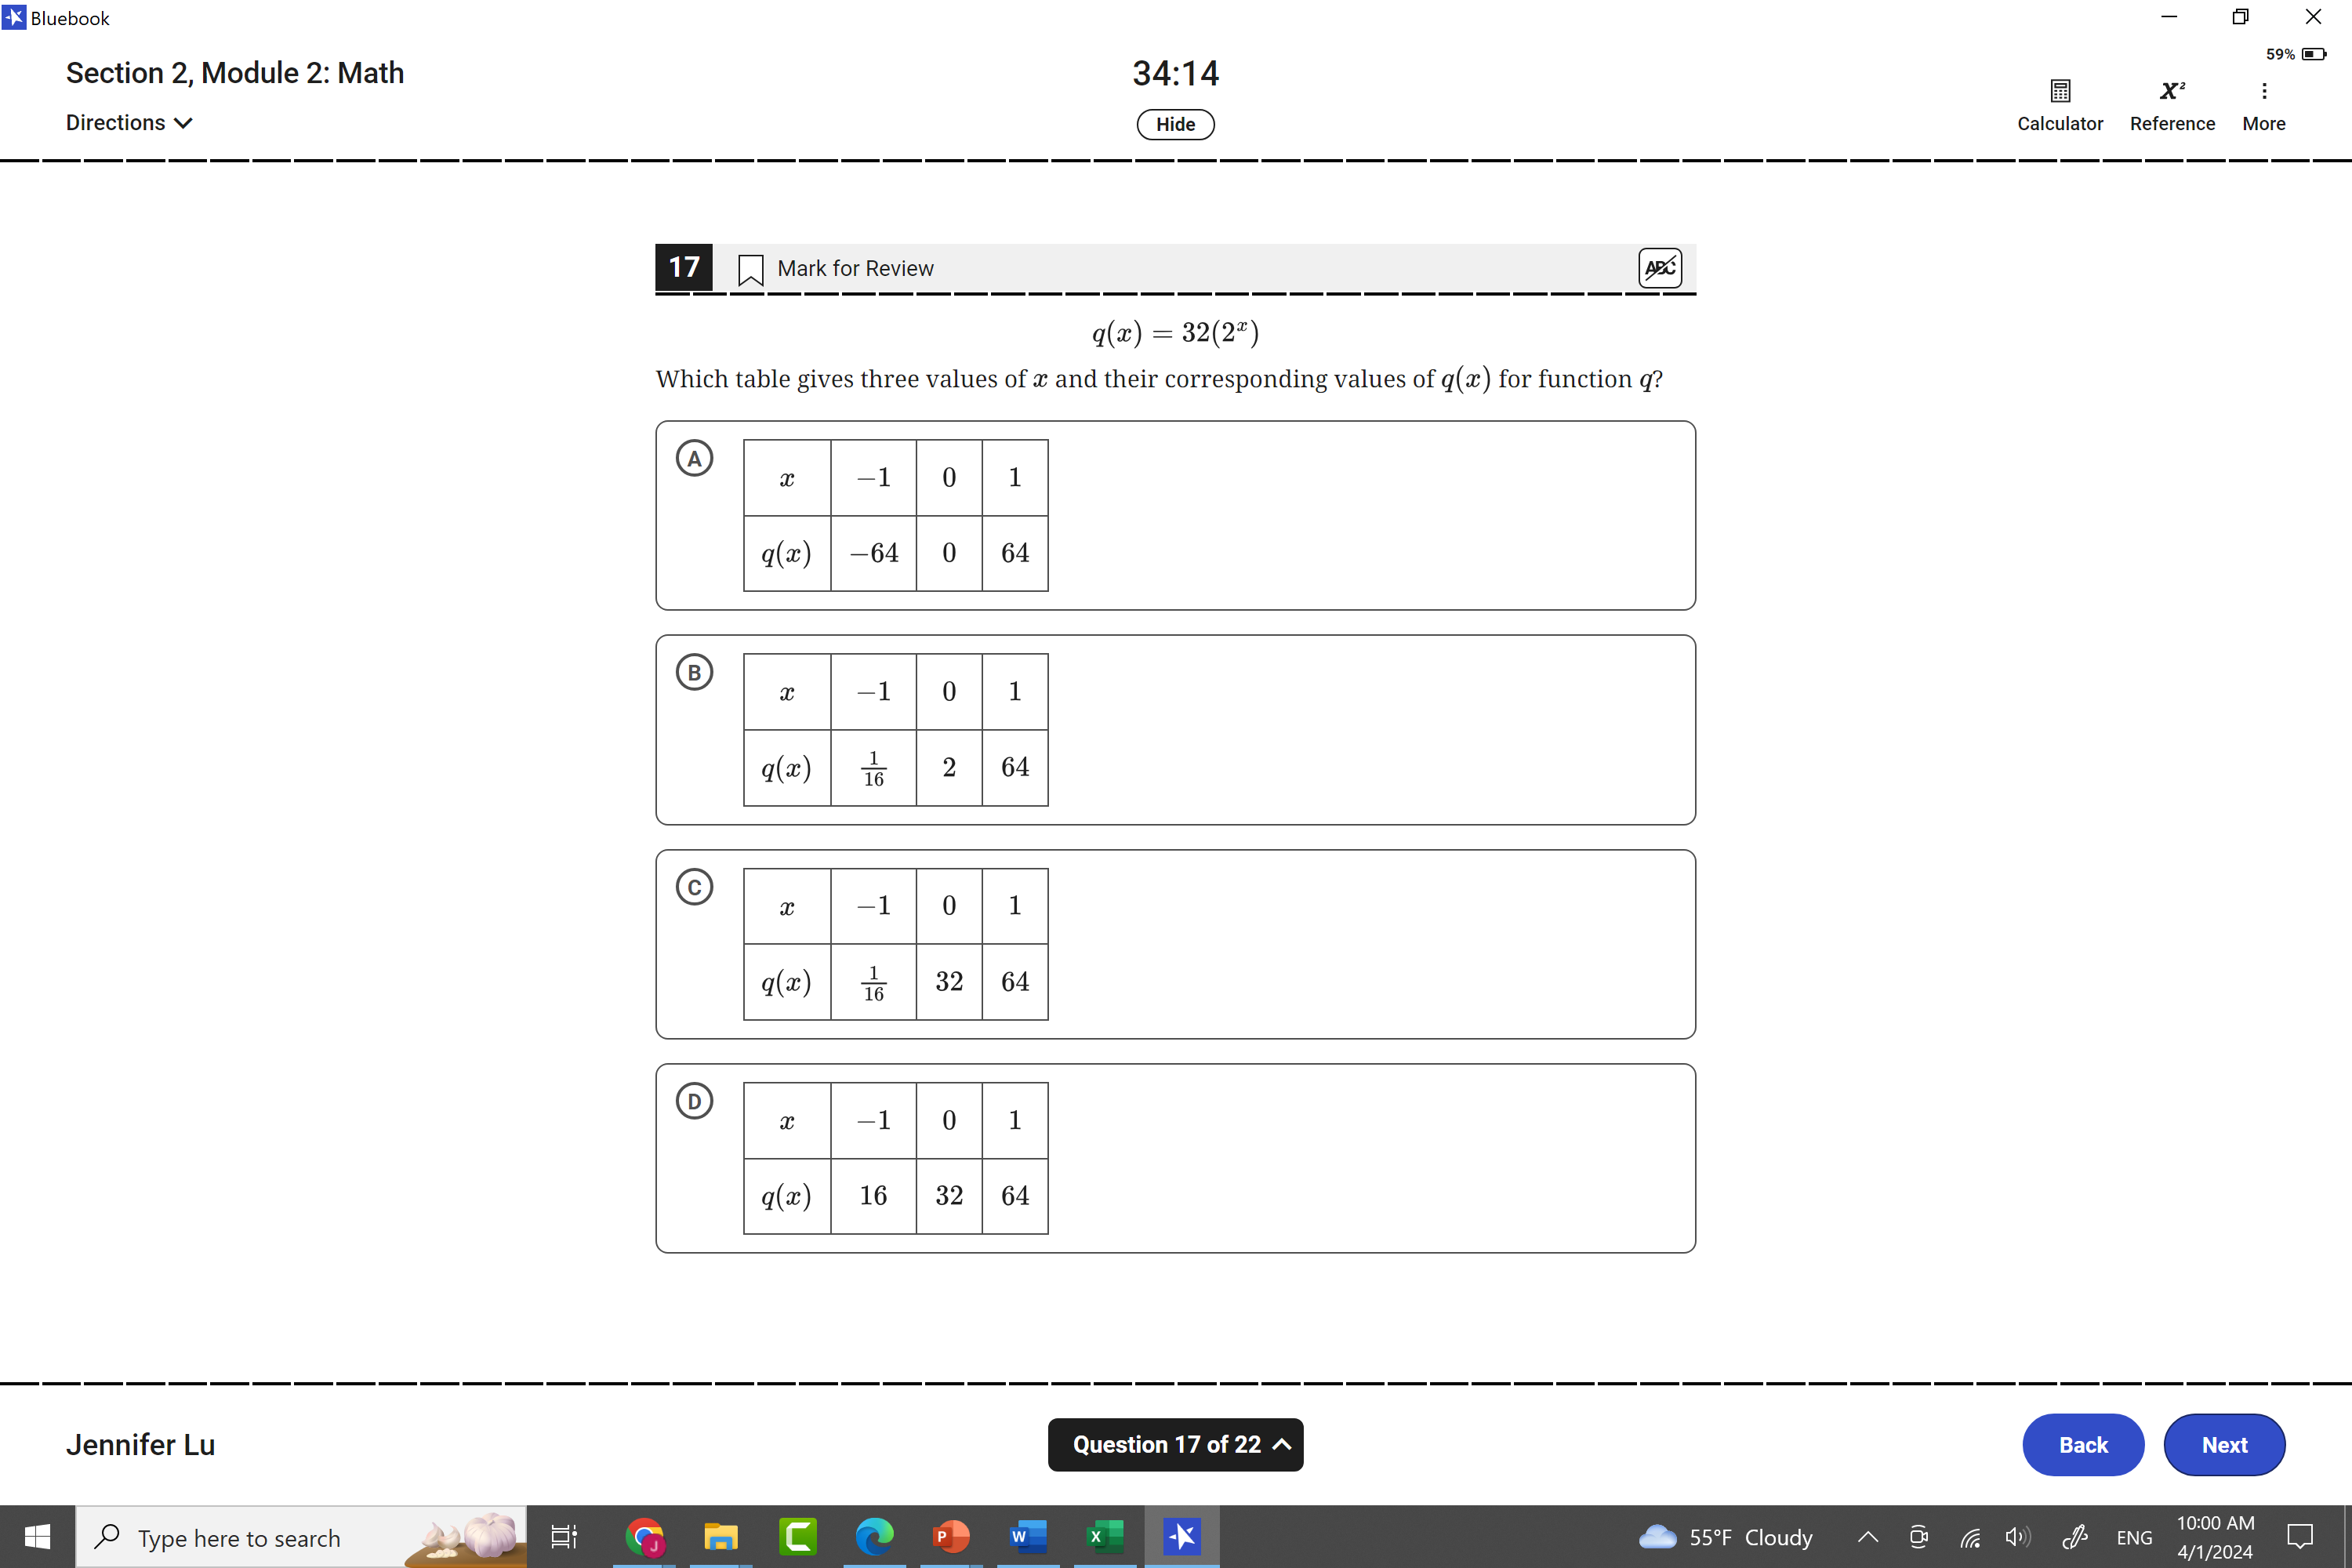 Bluebook
59%
Section 2, Module 2: Math
34:14
Directions
Hide
Calculator
Reference
More
17
Mark for Review
ABC
q(x) = 32(2ˣ)
Which table gives three values of x and their corresponding values of q(x) for function q?
A
x −1 0 1
q(x) −64 0 64
B
x −1 0 1
q(x) 1/16 2 64
C
x −1 0 1
q(x) 1/16 32 64
D
x −1 0 1
q(x) 16 32 64
Jennifer Lu
Question 17 of 22
Back
Next
Type here to search
55°F Cloudy
ENG
10:00 AM
4/1/2024